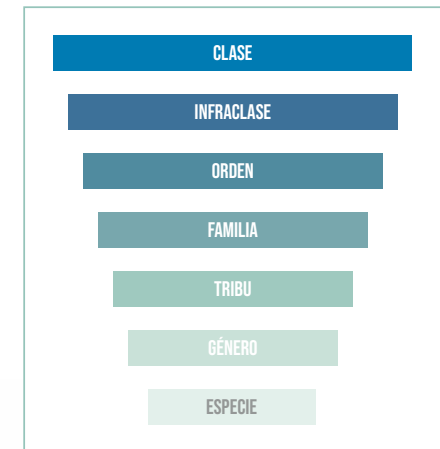 CLASE
INFRACLASE
ORDEN
FAMILIA
TRIBU
GÉNERO
ESPECIE